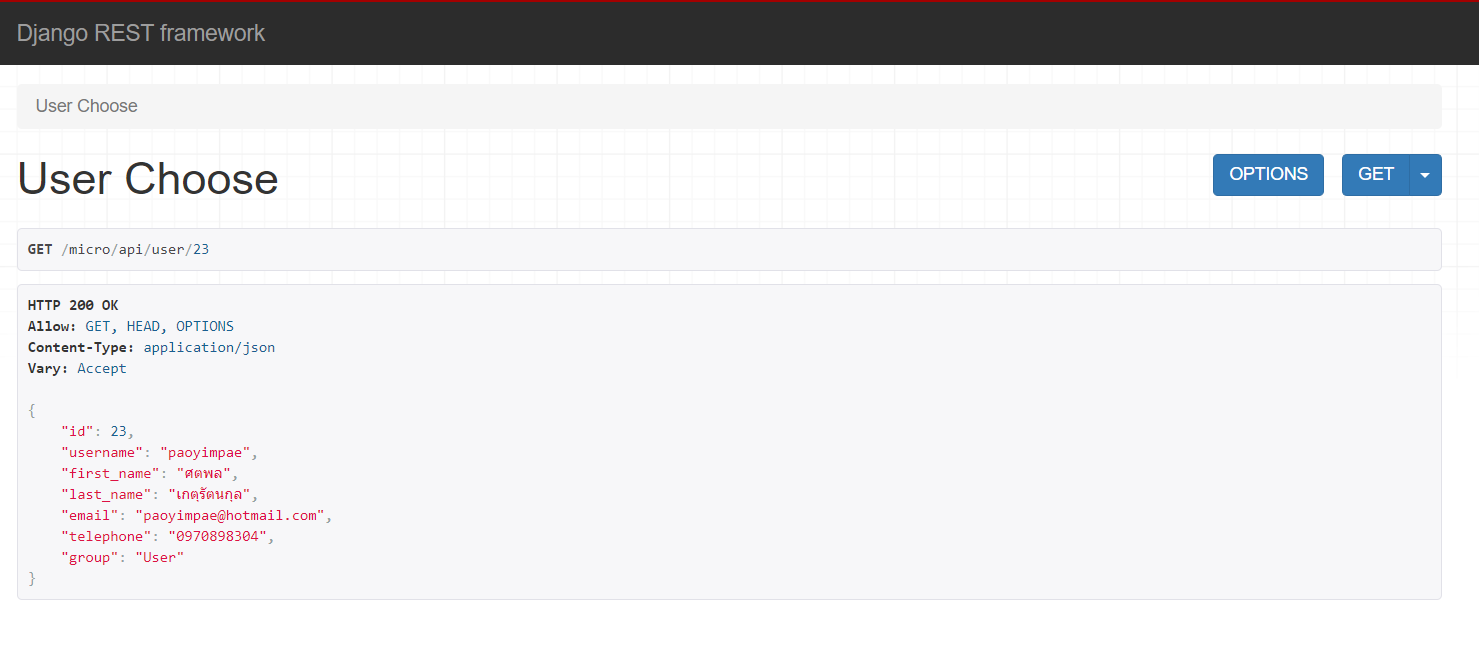 Django REST framework
User Choose
User Choose
OPTIONS GET
GET /micro/api/user/23
HTTP 200 OK
Allow: GET, HEAD, OPTIONS
Content-Type: application/json
Vary: Accept
{
    "id": 23,
    "username": "paoyimpae",
    "first_name": "ศตพล",
    "last_name": "เกตุรัตนกุล",
    "email": "paoyimpae@hotmail.com",
    "telephone": "0970898304",
    "group": "User"
}